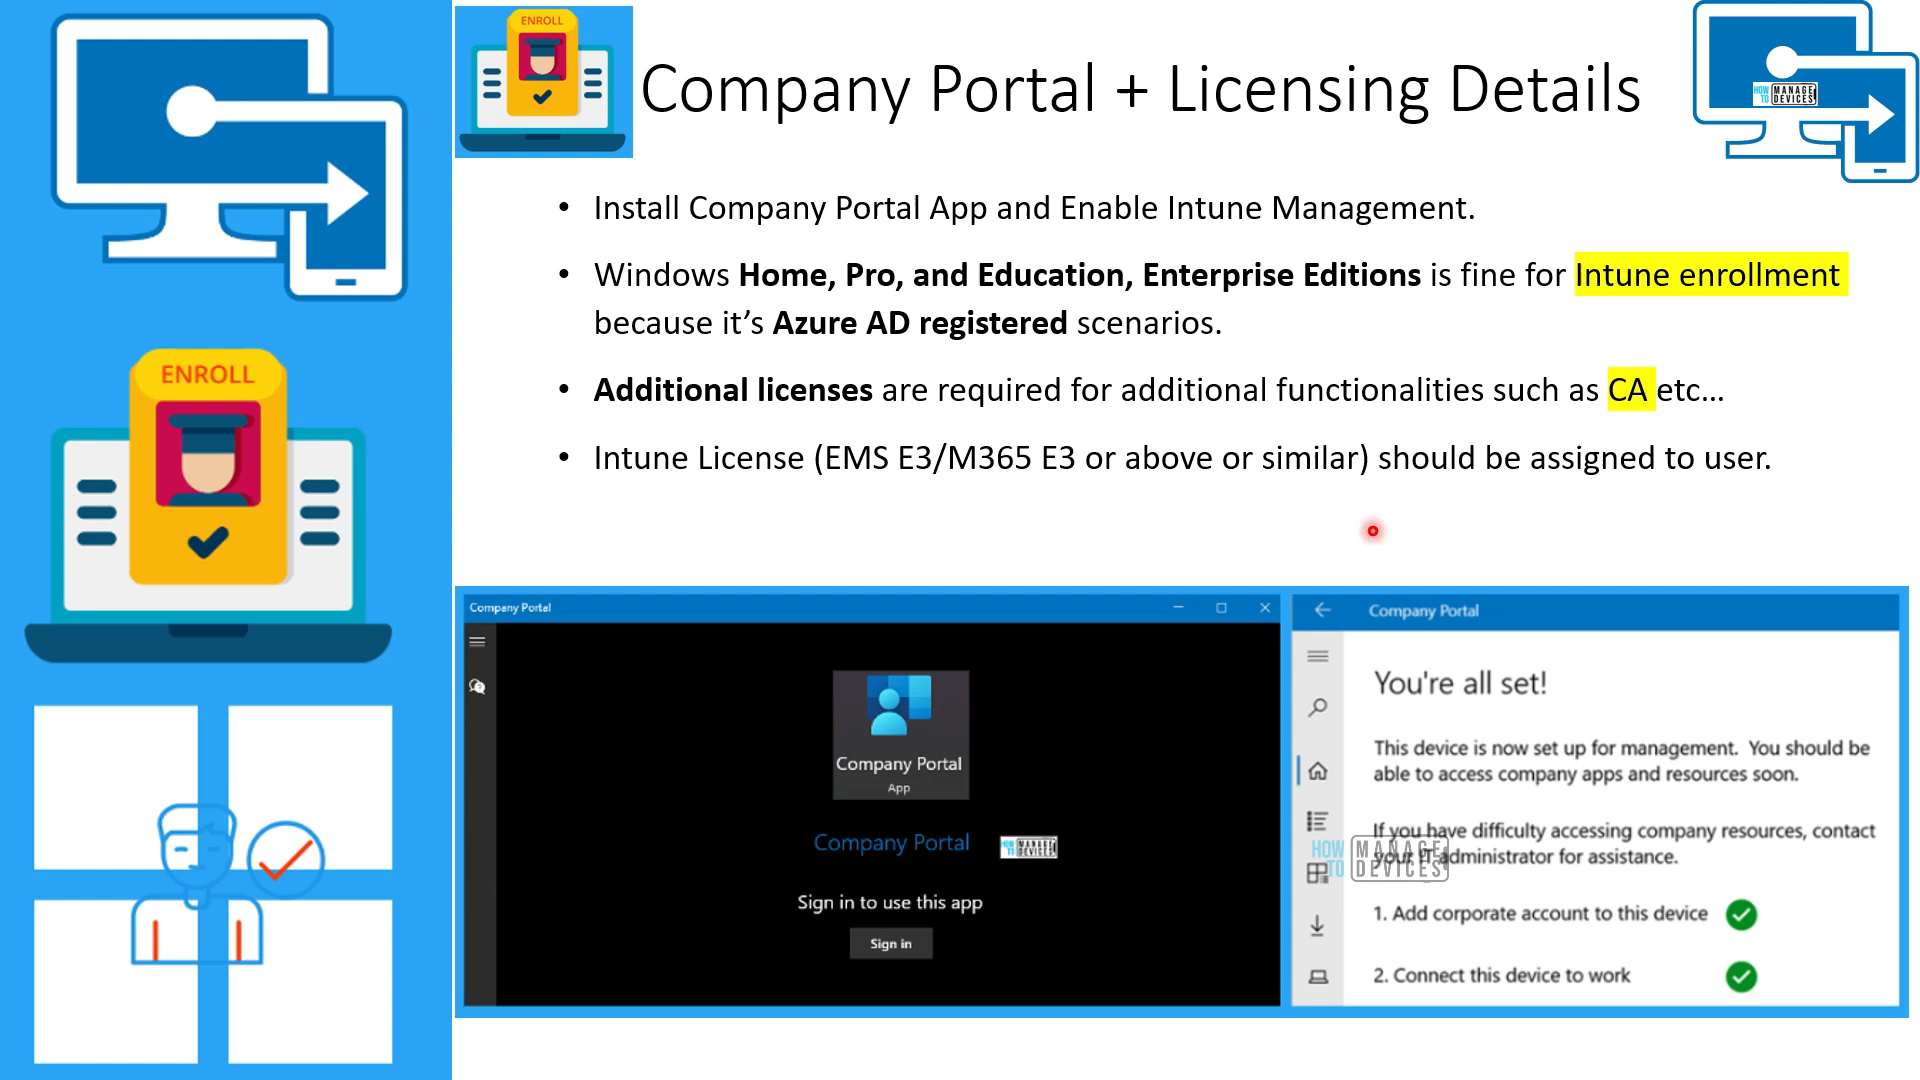 ENROLL
Company Portal + Licensing Details
HOW TO MANAGE DEVICES
• Install Company Portal App and Enable Intune Management.
• Windows Home, Pro, and Education, Enterprise Editions is fine for Intune enrollment
because it’s Azure AD registered scenarios.
• Additional licenses are required for additional functionalities such as CA etc…
• Intune License (EMS E3/M365 E3 or above or similar) should be assigned to user.
ENROLL
Company Portal
Company Portal
App
Company Portal
HOW TO MANAGE DEVICES
Sign in to use this app
Sign in
Company Portal
You're all set!
This device is now set up for management. You should be
able to access company apps and resources soon.
If you have difficulty accessing company resources, contact
your IT administrator for assistance.
HOW TO MANAGE DEVICES
1. Add corporate account to this device
2. Connect this device to work